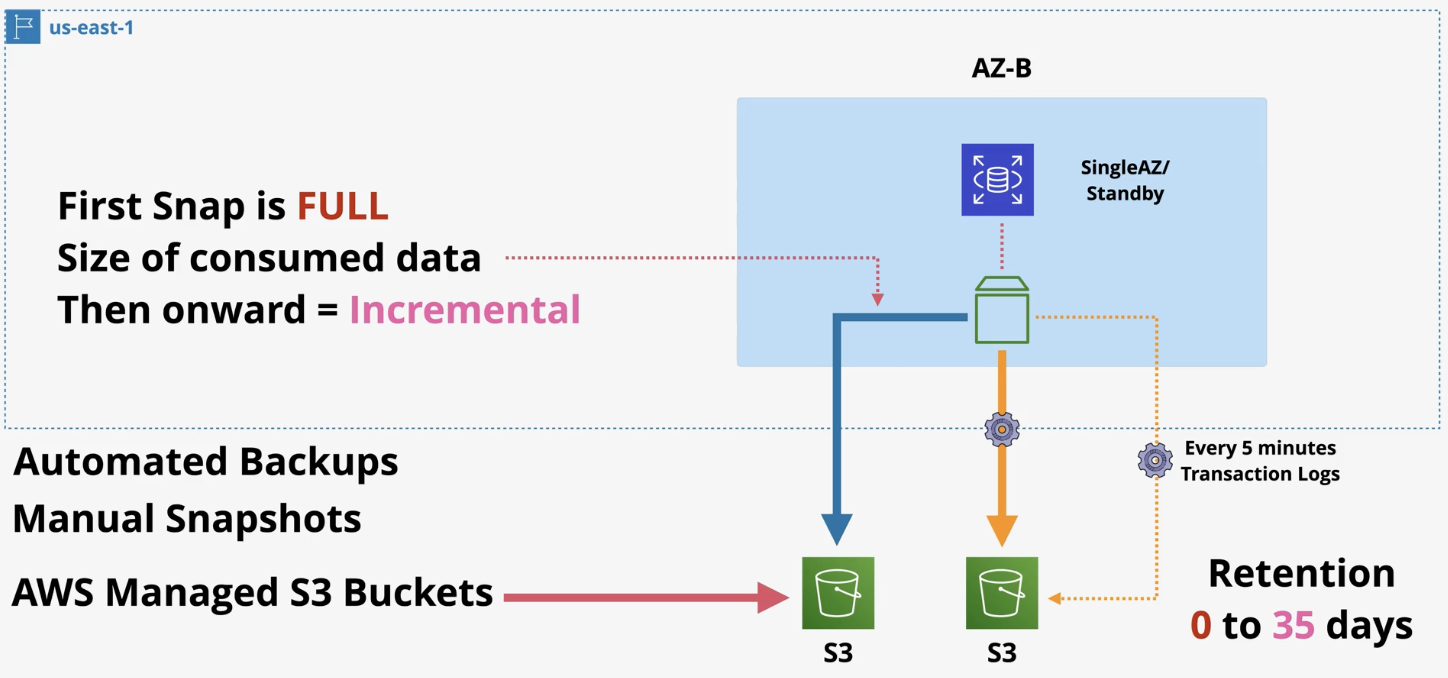 us-east-1
AZ-B
SingleAZ/
Standby
First Snap is FULL
Size of consumed data
Then onward = Incremental
Automated Backups
Manual Snapshots
AWS Managed S3 Buckets
Every 5 minutes
Transaction Logs
Retention
0 to 35 days
S3
S3